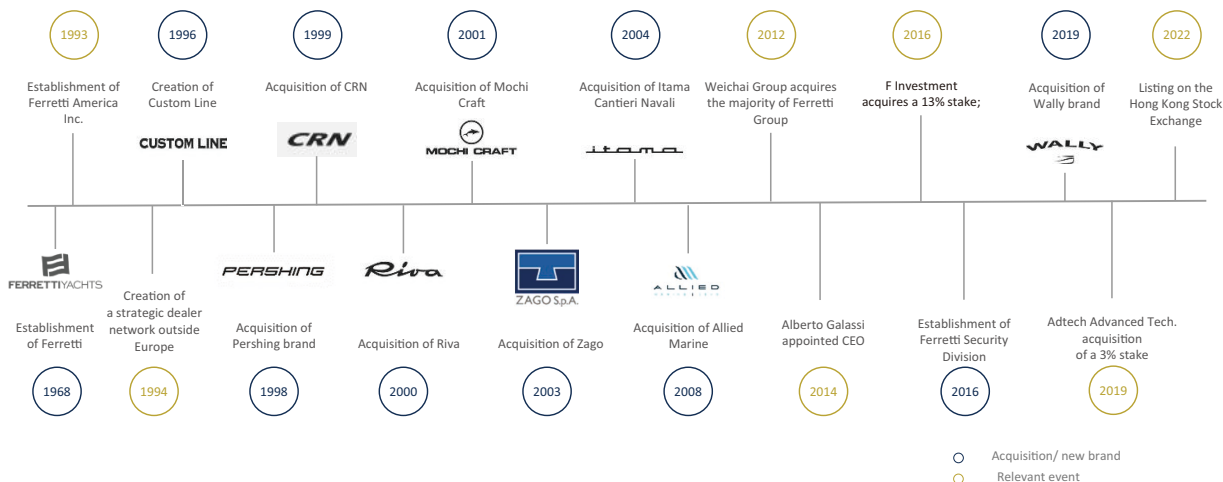 1993
1996
1999
2001
2004
2012
2016
2019
2022
Establishment of
Ferretti America
Inc.
Creation of
Custom Line
Acquisition of CRN
Acquisition of Mochi
Craft
Acquisition of Itama
Cantieri Navali
Weichai Group acquires
the majority of Ferretti
Group
F Investment
acquires a 13% stake;
Acquisition of
Wally brand
Listing on the
Hong Kong Stock
Exchange
CUSTOM LINE
CRN
MOCHI CRAFT
itama
WALLY
FERRETTIYACHTS
PERSHING
Riva
ZAGO S.p.A.
ALLIED
Establishment
of Ferretti
Creation of
a strategic dealer
network outside
Europe
Acquisition of
Pershing brand
Acquisition of Riva
Acquisition of Zago
Acquisition of Allied
Marine
Alberto Galassi
appointed CEO
Establishment of
Ferretti Security
Division
Adtech Advanced Tech.
acquisition
of a 3% stake
1968
1994
1998
2000
2003
2008
2014
2016
2019
Acquisition/ new brand
Relevant event